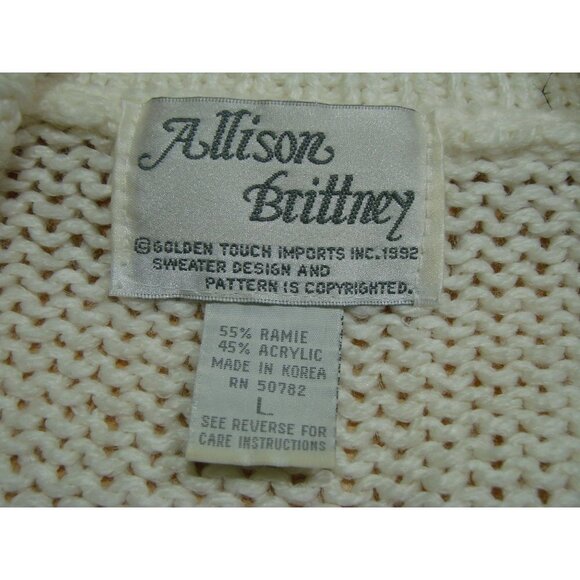 Allison
Brittney
©GOLDEN TOUCH IMPORTS INC.1992
SWEATER DESIGN AND
PATTERN IS COPYRIGHTED.
55% RAMIE
45% ACRYLIC
MADE IN KOREA
RN 50782
L
SEE REVERSE FOR
CARE INSTRUCTIONS